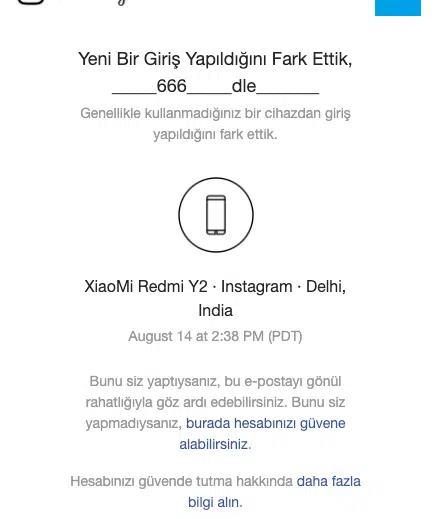 Yeni Bir Giriş Yapıldığını Fark Ettik,
_____666_____dle_______
Genellikle kullanmadığınız bir cihazdan giriş
yapıldığını fark ettik.
XiaoMi Redmi Y2 · Instagram · Delhi,
India
August 14 at 2:38 PM (PDT)
Bunu siz yaptıysanız, bu e-postayı gönül
rahatlığıyla göz ardı edebilirsiniz. Bunu siz
yapmadıysanız, burada hesabınızı güvene
alabilirsiniz.
Hesabınızı güvende tutma hakkında daha fazla
bilgi alın.